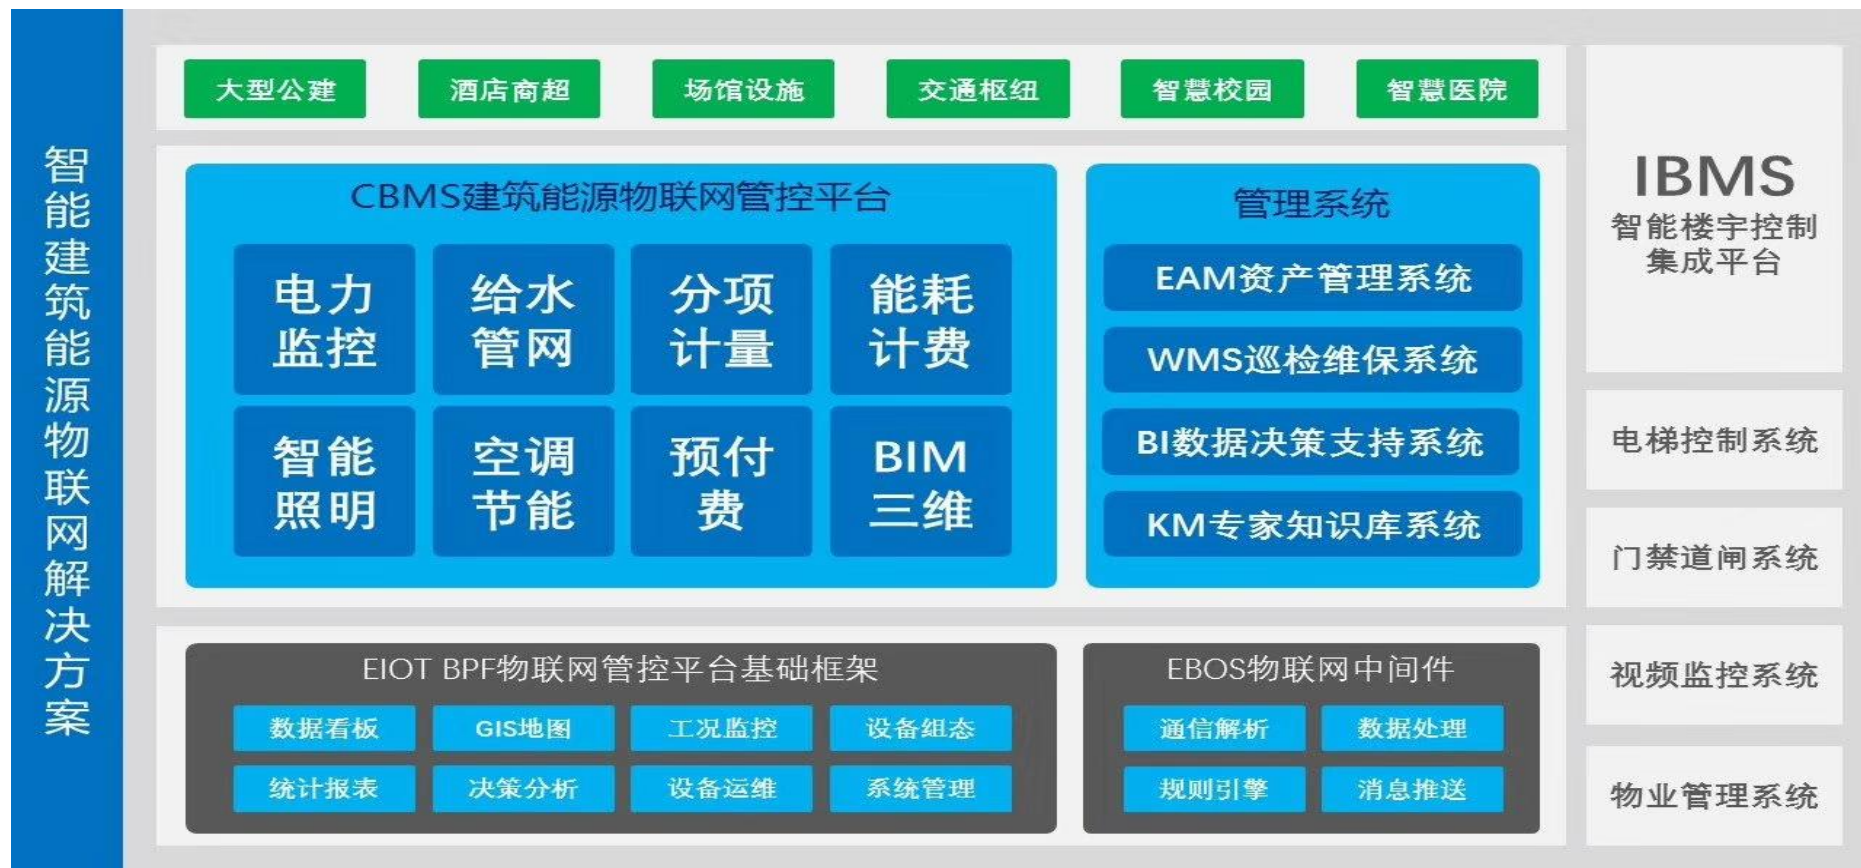 智能建筑能源物联网解决方案
大型公建
酒店商超
场馆设施
交通枢纽
智慧校园
智慧医院
CBMS建筑能源物联网管控平台
电力
监控
给水
管网
分项
计量
能耗
计费
智能
照明
空调
节能
预付
费
BIM
三维
管理系统
EAM资产管理系统
WMS巡检维保系统
BI数据决策支持系统
KM专家知识库系统
EIOT BPF物联网管控平台基础框架
数据看板
GIS地图
工况监控
设备组态
统计报表
决策分析
设备运维
系统管理
EBOS物联网中间件
通信解析
数据处理
规则引擎
消息推送
IBMS
智能楼宇控制
集成平台
电梯控制系统
门禁道闸系统
视频监控系统
物业管理系统